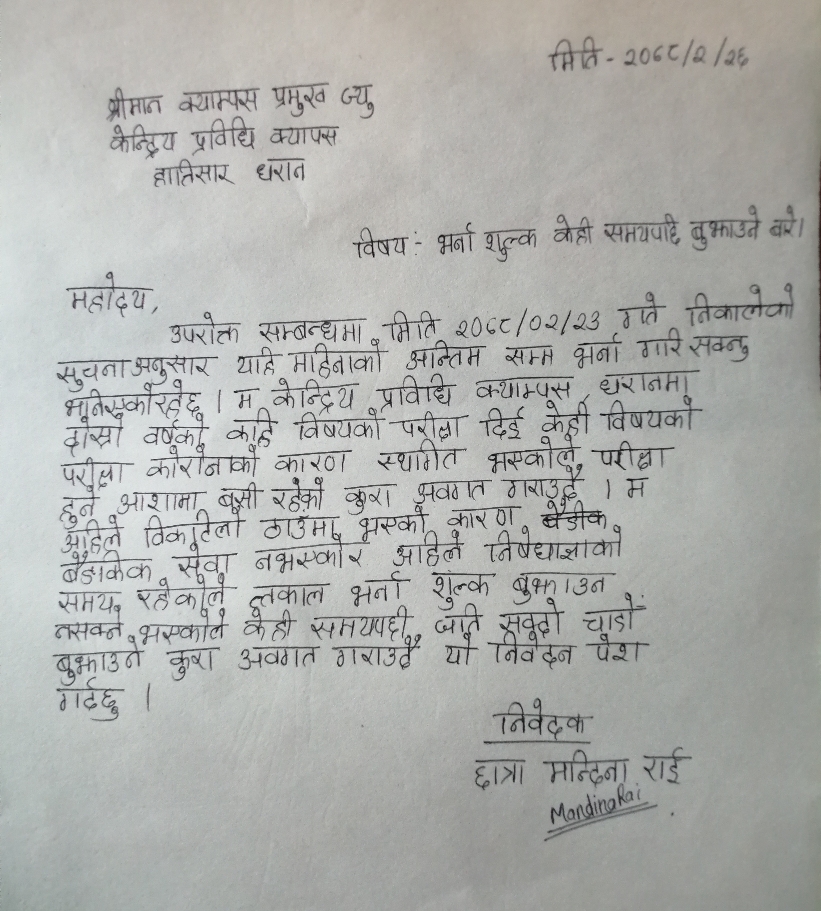 मिति - २०७८/२/२६
श्रीमान क्याम्पस प्रमुख ज्यु
केन्द्रिय प्रविधि क्यापस
हात्तिसार धरान
विषय :- भर्ना शुल्क केही समयपछि बुझाउने बारे।
महोदय,
उपरोक्त सम्बन्धमा मिति २०७८/०२/२३ गते निकालेको
सुचना अनुसार यहि महिनाको अन्तिम सम्म भर्ना गरि सक्नु
भनिएकोरहेछ । म केन्द्रिय प्रविधि क्याम्पस धरानमा
दोस्रो वर्षको काहि विषयको परीक्षा दिई केही विषयको
परीक्षा कोरोनाको कारण स्थगित भएकोले परीक्षा
हुने आशामा बसी रहेको कुरा अवगत गराउँदै । म
अहिले विकटिलो ठाउँमा भएको कारण बैङीक
बैङाकिक सेवा नभएको र अहिले निषेधाज्ञाको
समय रहेकोले तत्काल भर्ना शुल्क बुझाउन
नसक्ने भएकोले केही समयपछी जति सक्दो चाडो
बुझाउने कुरा अवगत गराउँदै यो निवेदन पेश
गर्दछु ।
निवेदक
छात्रा मन्दिना राई
Mandina Rai